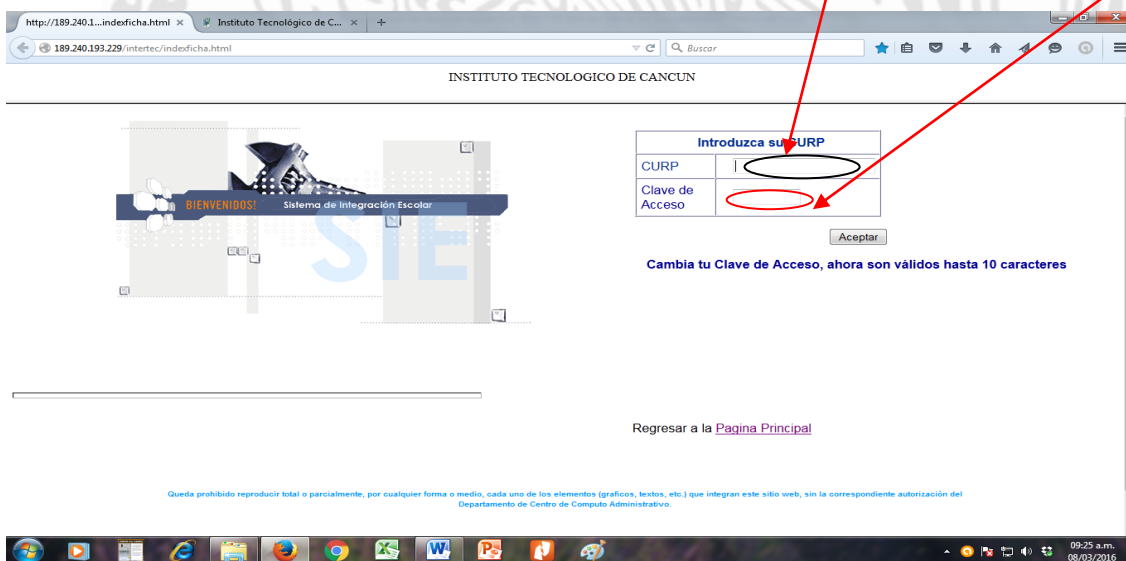 http://189.240.1...indexficha.html ×
Instituto Tecnológico de C... × +
189.240.193.229/intertec/indexficha.html
Buscar
INSTITUTO TECNOLOGICO DE CANCUN
BIENVENIDOS! Sistema de Integración Escolar
SIE
Introduzca su CURP
CURP
Clave de
Acceso
Aceptar
Cambia tu Clave de Acceso, ahora son válidos hasta 10 caracteres
Regresar a la Pagina Principal
Queda prohibido reproducir total o parcialmente, por cualquier forma o medio, cada uno de los elementos (graficos, textos, etc.) que integran este sitio web, sin la correspondiente autorización del
Departamento de Centro de Computo Administrativo.
09:25 a.m.
08/03/2016